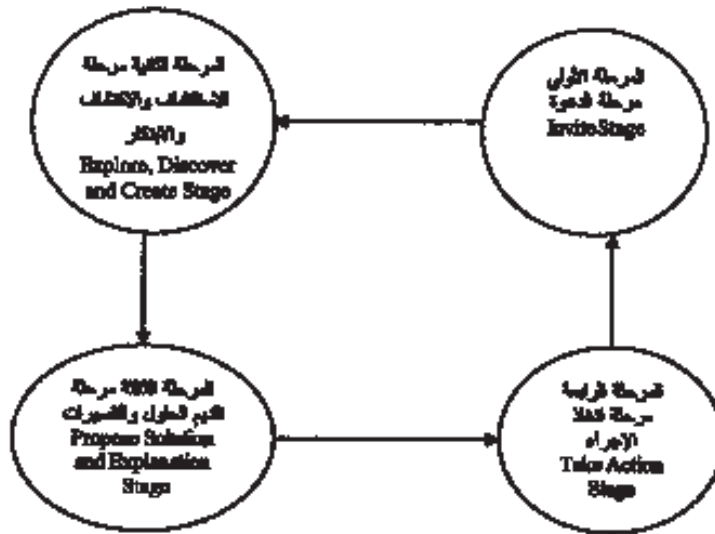 المرحلة الأولى
مرحلة الدعوة
Invite Stage
المرحلة الثانية مرحلة
الاستكشاف والاكتشاف
والابتكار
Explore, Discover
and Create Stage
المرحلة الثالثة مرحلة
تقديم الحلول والتفسيرات
Propose Solution
and Explanation
Stage
المرحلة الرابعة
مرحلة اتخاذ
الإجراء
Take Action
Stage